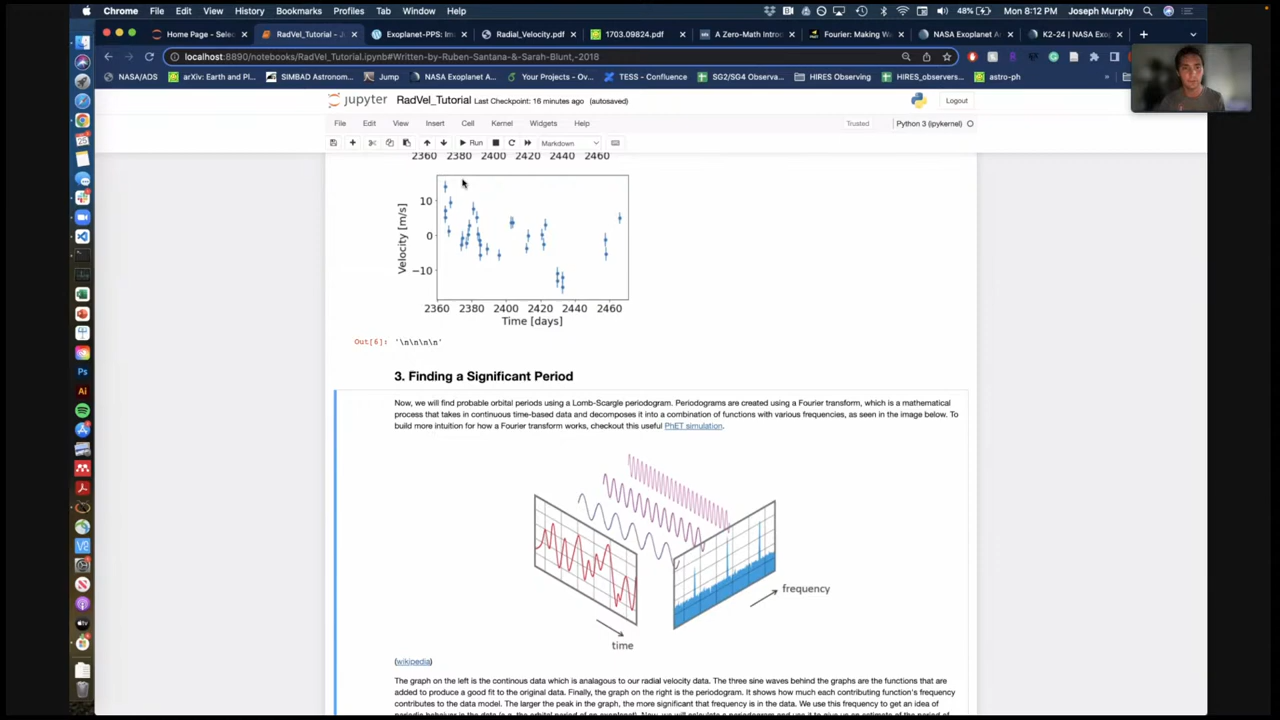 Chrome File Edit View History Bookmarks Profiles Tab Window Help 48% Mon 8:12 PM Joseph Murphy
Home Page - Selec RadVel_Tutorial - J Exoplanet-PPS: Im Radial_Velocity.pdf 1703.09824.pdf A Zero-Math Intro Fourier: Making W NASA Exoplanet A K2-24 | NASA Exo
localhost:8890/notebooks/RadVel_Tutorial.ipynb#Written-by-Ruben-Santana-&-Sarah-Blunt,-2018
NASA/ADS arXiv: Earth and Pl... SIMBAD Astronom... Jump NASA Exoplanet A... Your Projects - Ov... TESS - Confluence SG2/SG4 Observa... HIRES Observing HIRES_observers... astro-ph
jupyter RadVel_Tutorial Last Checkpoint: 16 minutes ago (autosaved) Logout
File Edit View Insert Cell Kernel Widgets Help Trusted Python 3 (ipykernel)
Run Markdown
2360 2380 2400 2420 2440 2460
Velocity [m/s]
10
0
−10
2360 2380 2400 2420 2440 2460
Time [days]
Out[6]: '\n\n\n\n'
3. Finding a Significant Period
Now, we will find probable orbital periods using a Lomb-Scargle periodogram. Periodograms are created using a Fourier transform, which is a mathematical
process that takes in continuous time-based data and decomposes it into a combination of functions with various frequencies, as seen in the image below. To
build more intuition for how a Fourier transform works, checkout this useful PhET simulation.
frequency
time
(wikipedia)
The graph on the left is the continous data which is analagous to our radial velocity data. The three sine waves behind the graphs are the functions that are
added to produce a good fit to the original data. Finally, the graph on the right is the periodogram. It shows how much each contributing function's frequency
contributes to the data model. The larger the peak in the graph, the more significant that frequency is in the data. We use this frequency to get an idea of